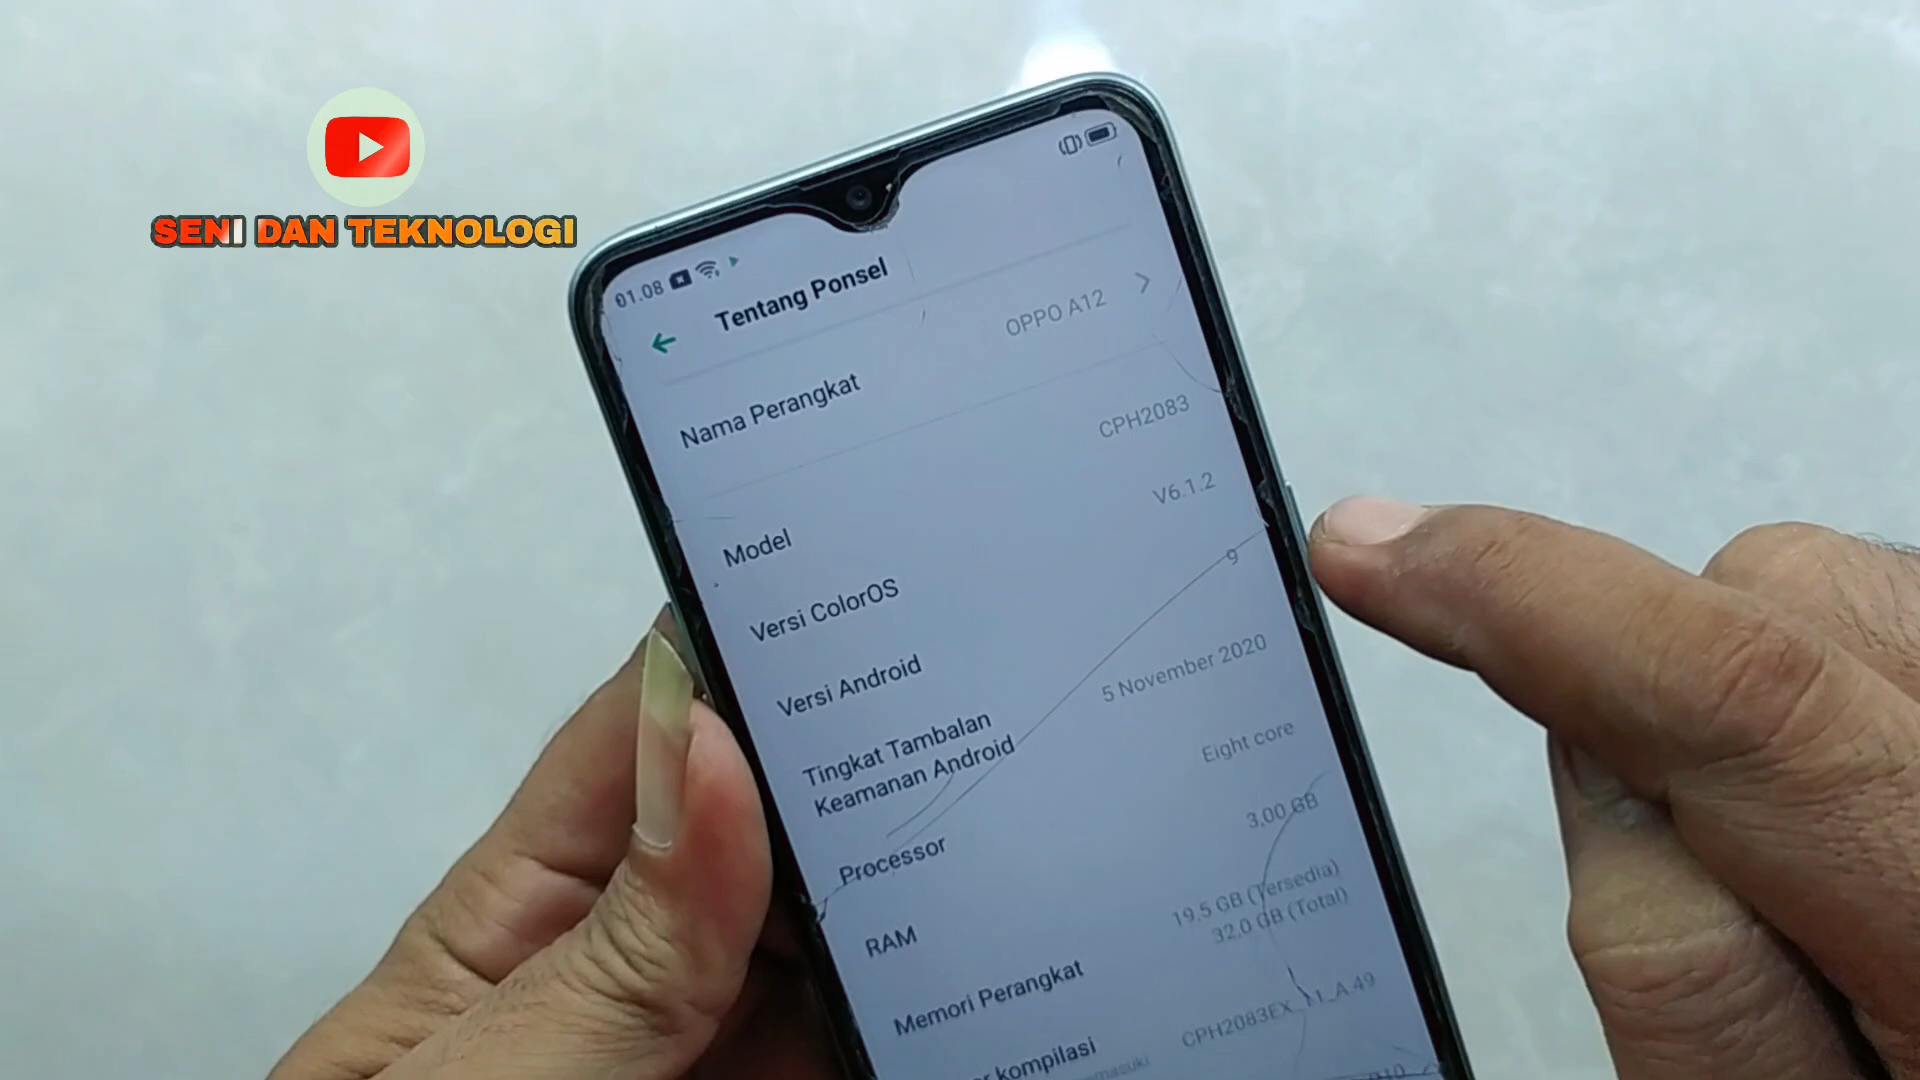 SENI DAN TEKNOLOGI
01.08
Tentang Ponsel
Nama Perangkat
OPPO A12
Model
CPH2083
Versi ColorOS
V6.1.2
Versi Android
9
Tingkat Tambalan
Keamanan Android
5 November 2020
Processor
Eight core
RAM
3,00 GB
Memori Perangkat
19,5 GB (Tersedia)
32,0 GB (Total)
kompilasi
CPH2083EX_11_A.49